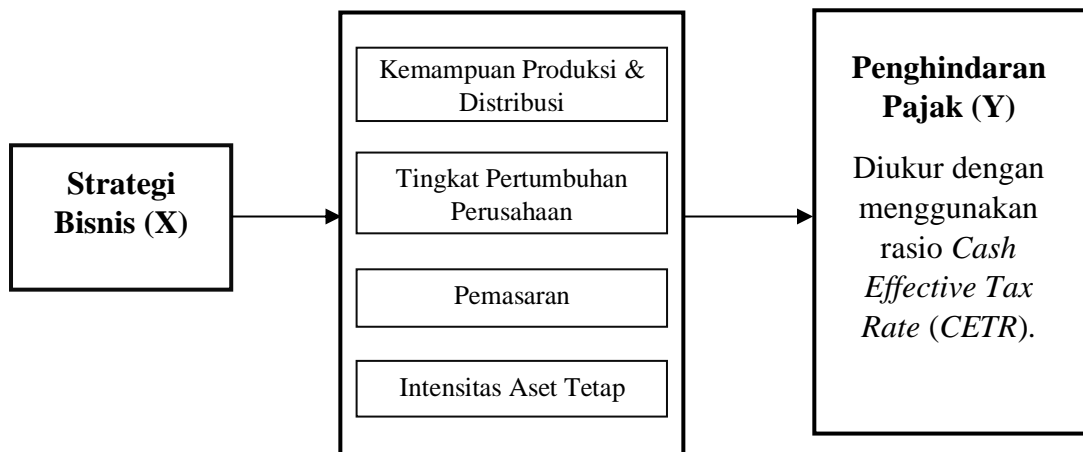 Strategi
Bisnis (X)
Kemampuan Produksi &
Distribusi
Tingkat Pertumbuhan
Perusahaan
Pemasaran
Intensitas Aset Tetap
Penghindaran
Pajak (Y)
Diukur dengan
menggunakan
rasio Cash
Effective Tax
Rate (CETR).